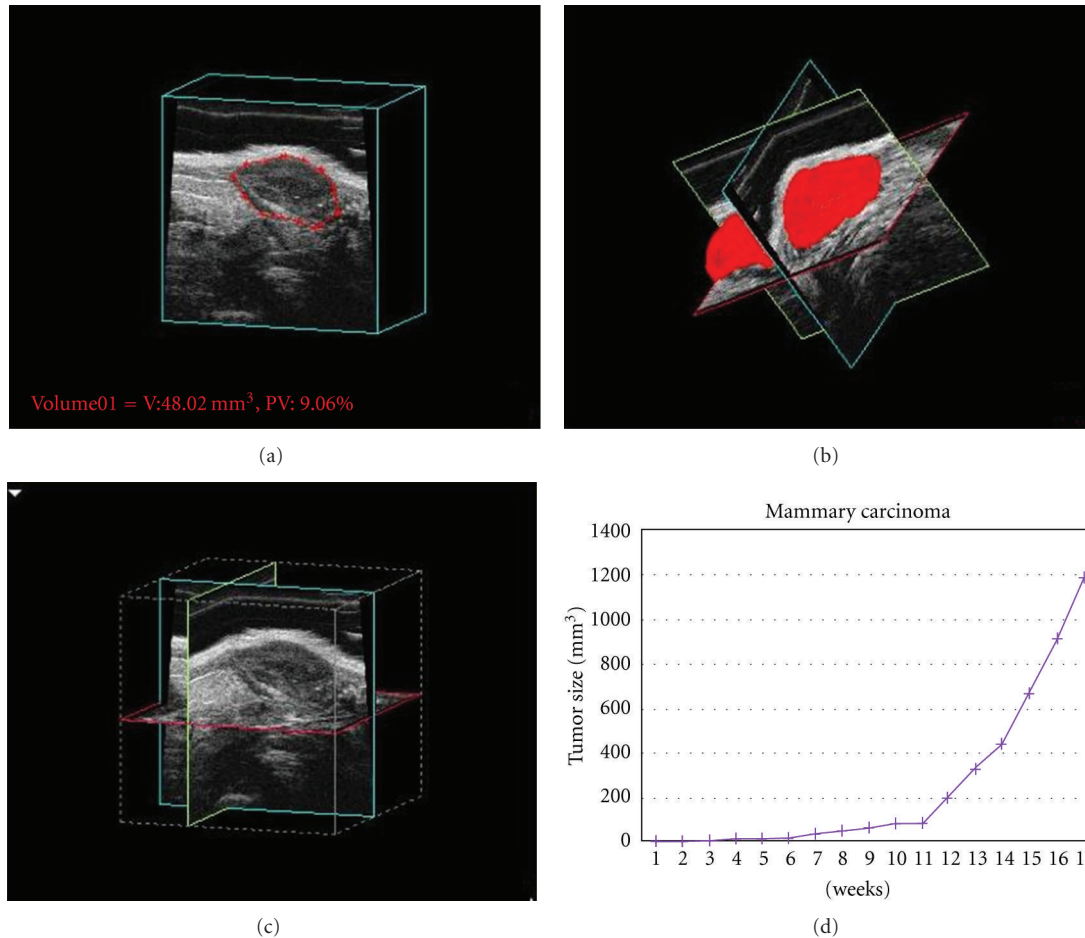 Volume01 = V:48.02 mm³, PV: 9.06%
(a)
(b)
(c)
Mammary carcinoma
Tumor size (mm³)
1400
1200
1000
800
600
400
200
0
1 2 3 4 5 6 7 8 9 10 11 12 13 14 15 16
(weeks)
(d)